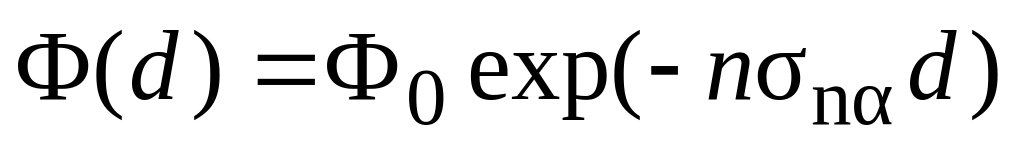 Φ(d) = Φ₀ exp(- nσₙα d)